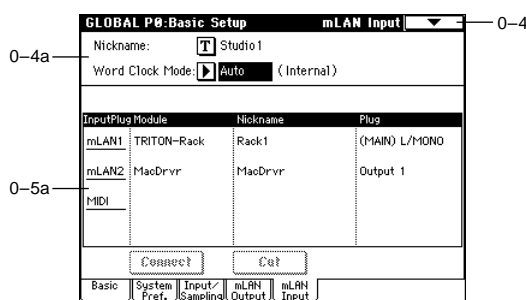 GLOBAL P0:Basic Setup mLAN Input
0–4
Nickname: T Studio1
0–4a
Word Clock Mode: Auto (Internal)
InputPlug Module Nickname Plug
mLAN1 TRITON-Rack Rack1 (MAIN) L/MONO
mLAN2 MacDrvr MacDrvr Output 1
0–5a
MIDI
Connect Cut
Basic System Pref. Input/Sampling mLAN Output mLAN Input